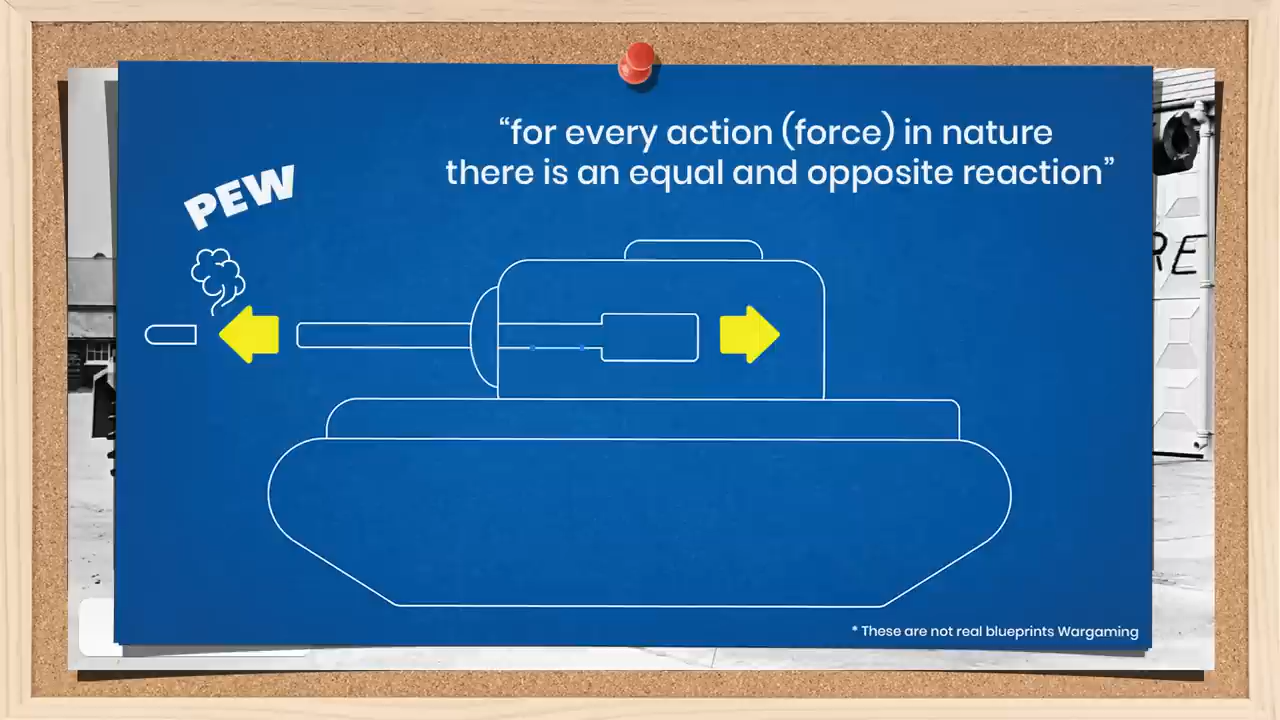 “for every action (force) in nature
there is an equal and opposite reaction”
PEW
RE
* These are not real blueprints Wargaming